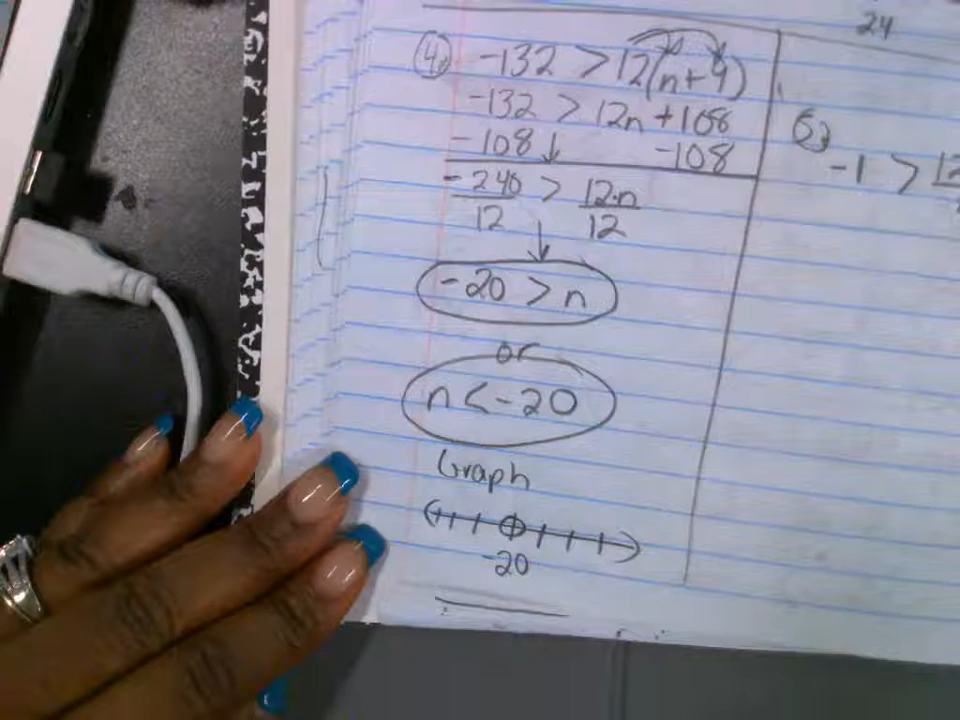 24
4. -132 > 12(n+9)
-132 > 12n +108
-108 -108
-240 > 12·n
12 12
-20 > n
or
n < -20
Graph
-20
5.
-1 >